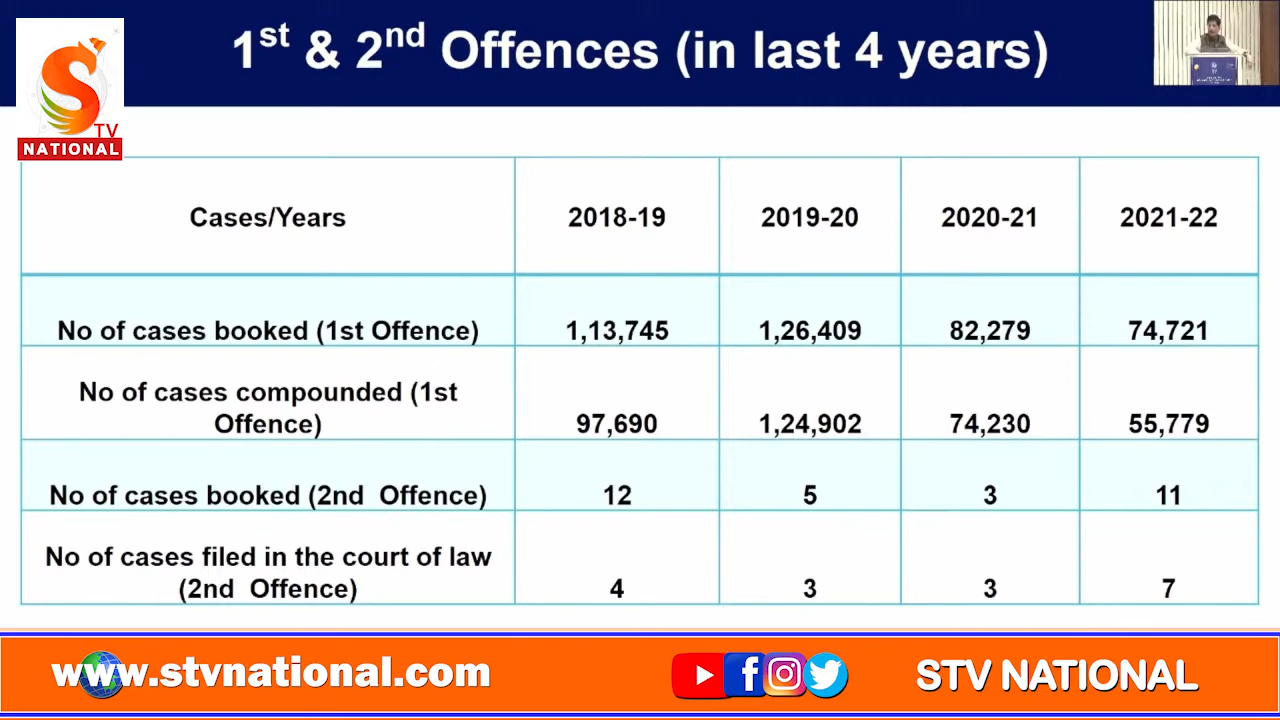 1st & 2nd Offences (in last 4 years)
S
TV
NATIONAL
Cases/Years 2018-19 2019-20 2020-21 2021-22
No of cases booked (1st Offence) 1,13,745 1,26,409 82,279 74,721
No of cases compounded (1st
Offence) 97,690 1,24,902 74,230 55,779
No of cases booked (2nd Offence) 12 5 3 11
No of cases filed in the court of law
(2nd Offence) 4 3 3 7
www.stvnational.com
STV NATIONAL